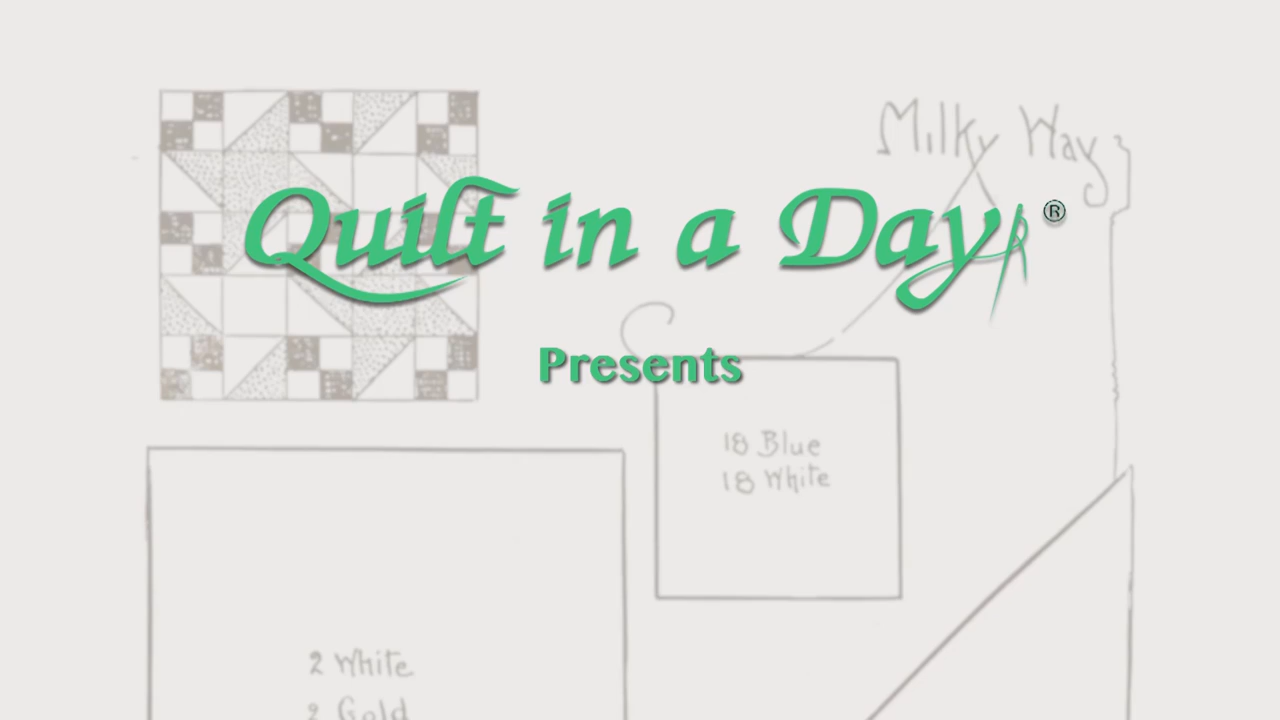 Milky Way
Quilt in a Day®
Presents
18 Blue
18 White
2 White
2 Gold